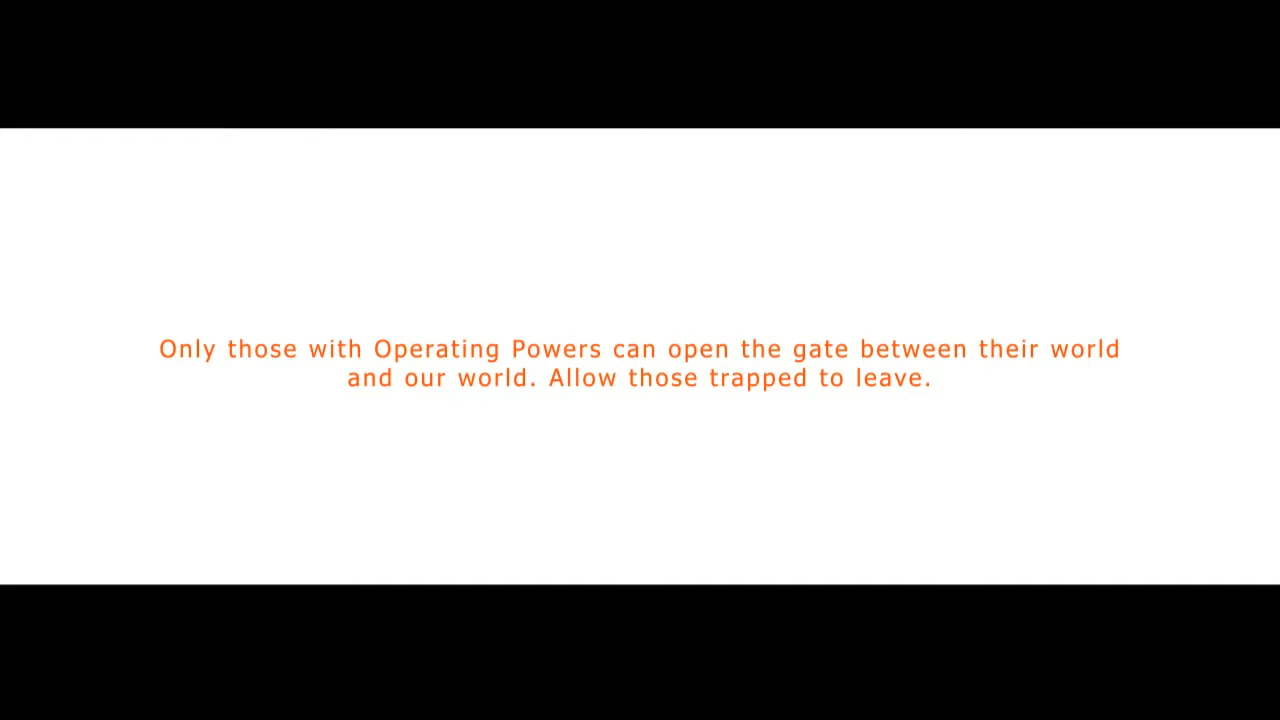 Only those with Operating Powers can open the gate between their world
and our world. Allow those trapped to leave.